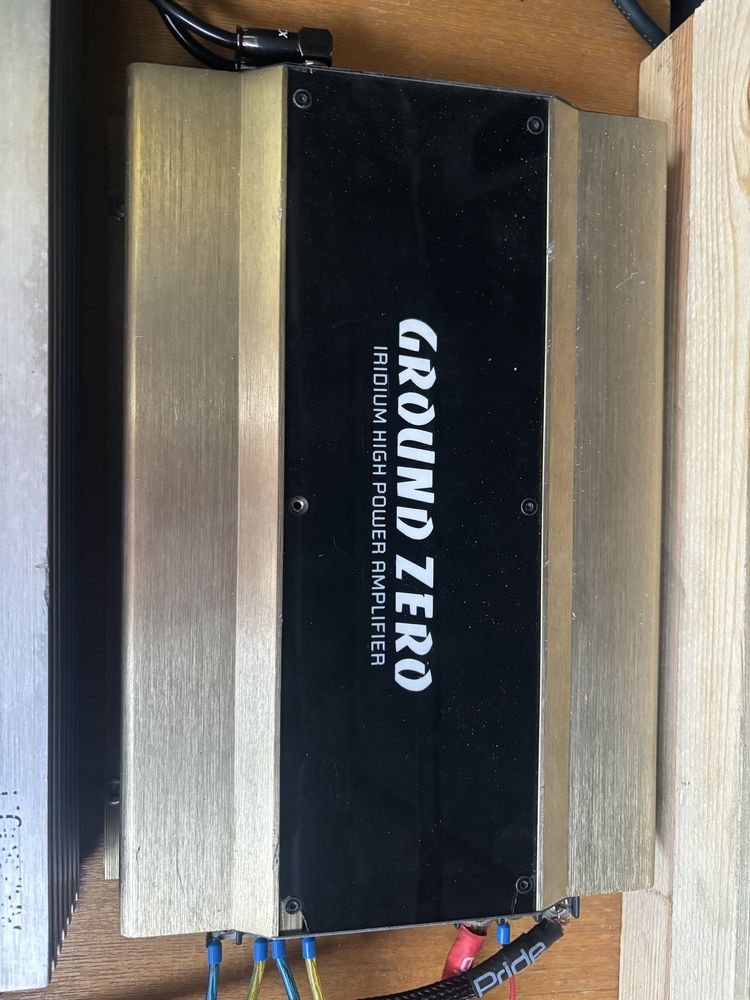 GROUND ZERO
IRIDIUM HIGH POWER AMPLIFIER
Pride